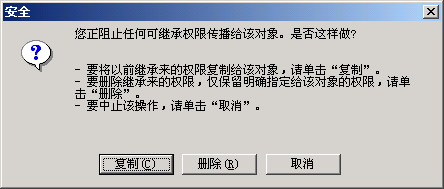 安全
您正阻止任何可继承权限传播给该对象。是否这样做?
- 要将以前继承来的权限复制给该对象，请单击“复制”。
- 要删除继承来的权限，仅保留明确指定给该对象的权限，请单
击“删除”。
- 要中止该操作，请单击“取消”。
复制(C) 删除(R) 取消